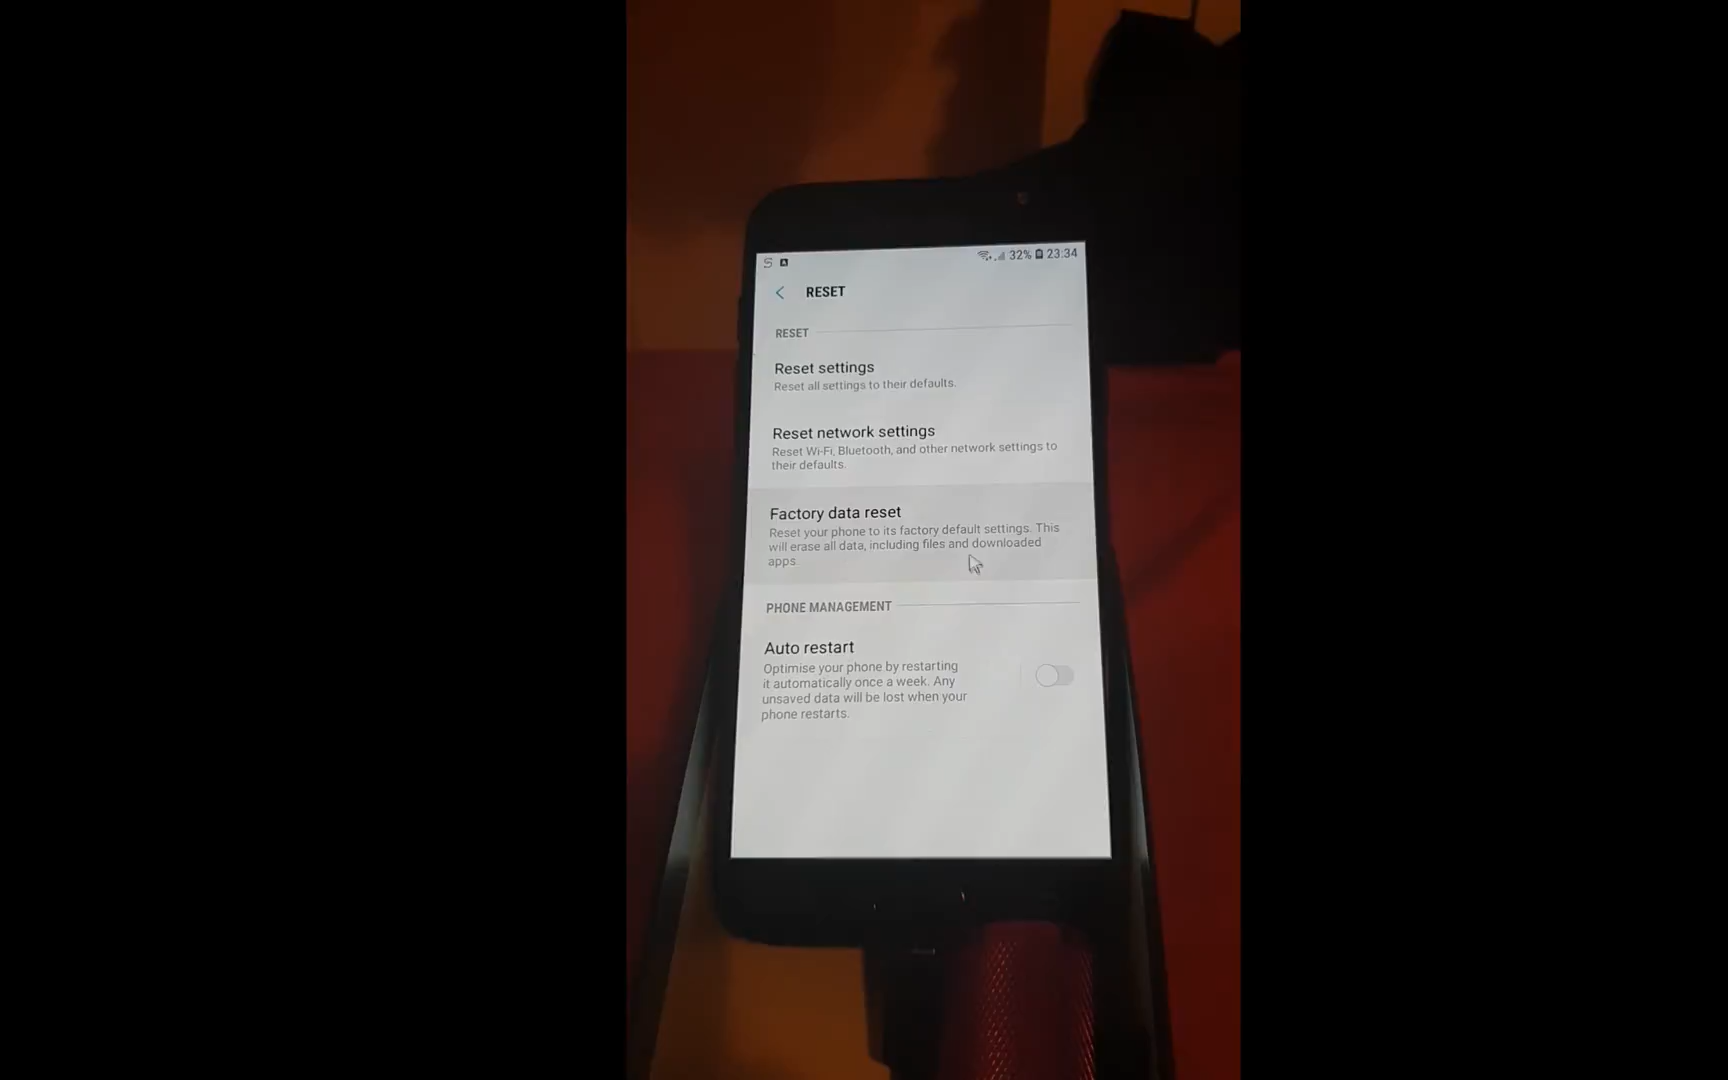 S A 32% 23:34
RESET
RESET
Reset settings
Reset all settings to their defaults.
Reset network settings
Reset Wi-Fi, Bluetooth, and other network settings to
their defaults.
Factory data reset
Reset your phone to its factory default settings. This
will erase all data, including files and downloaded
apps.
PHONE MANAGEMENT
Auto restart
Optimise your phone by restarting
it automatically once a week. Any
unsaved data will be lost when your
phone restarts.